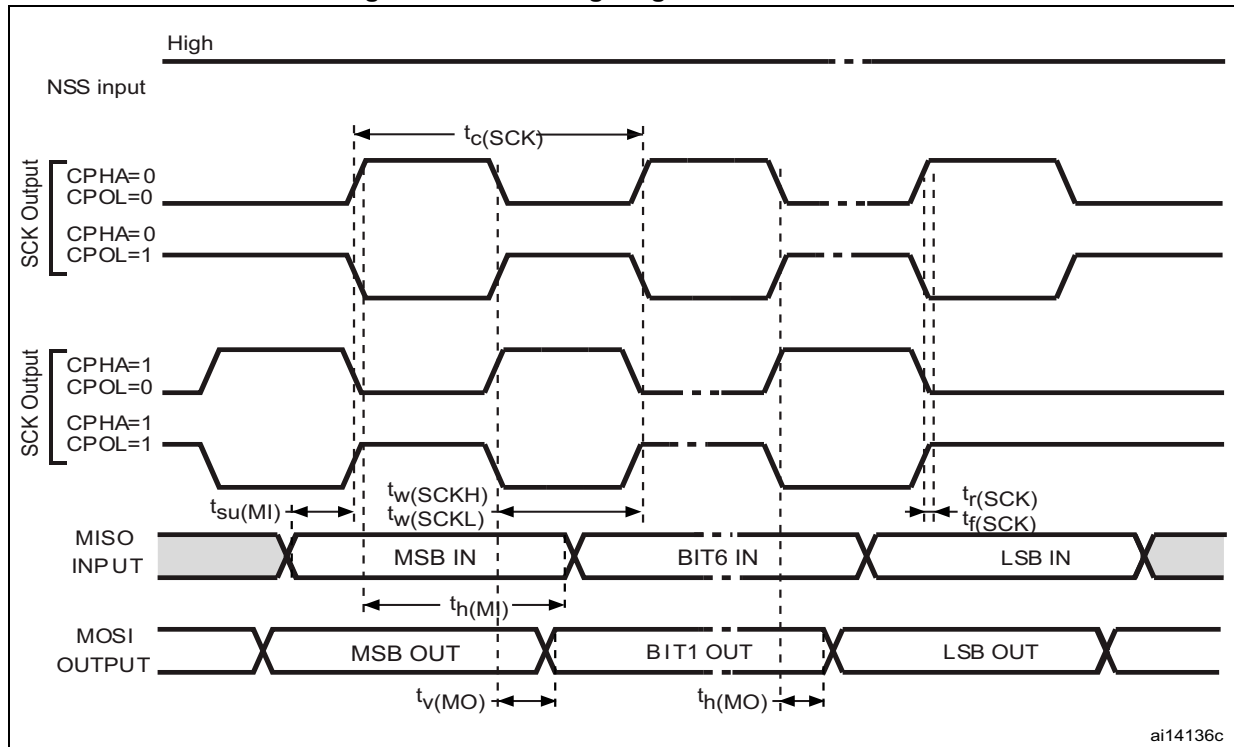 High
NSS input
tc(SCK)
SCK Output
CPHA=0
CPOL=0
CPHA=0
CPOL=1
SCK Output
CPHA=1
CPOL=0
CPHA=1
CPOL=1
tsu(MI)
tw(SCKH)
tw(SCKL)
tr(SCK)
tf(SCK)
MISO
INPUT
MSB IN
BIT6 IN
LSB IN
th(MI)
MOSI
OUTPUT
MSB OUT
BIT1 OUT
LSB OUT
tv(MO)
th(MO)
ai14136c